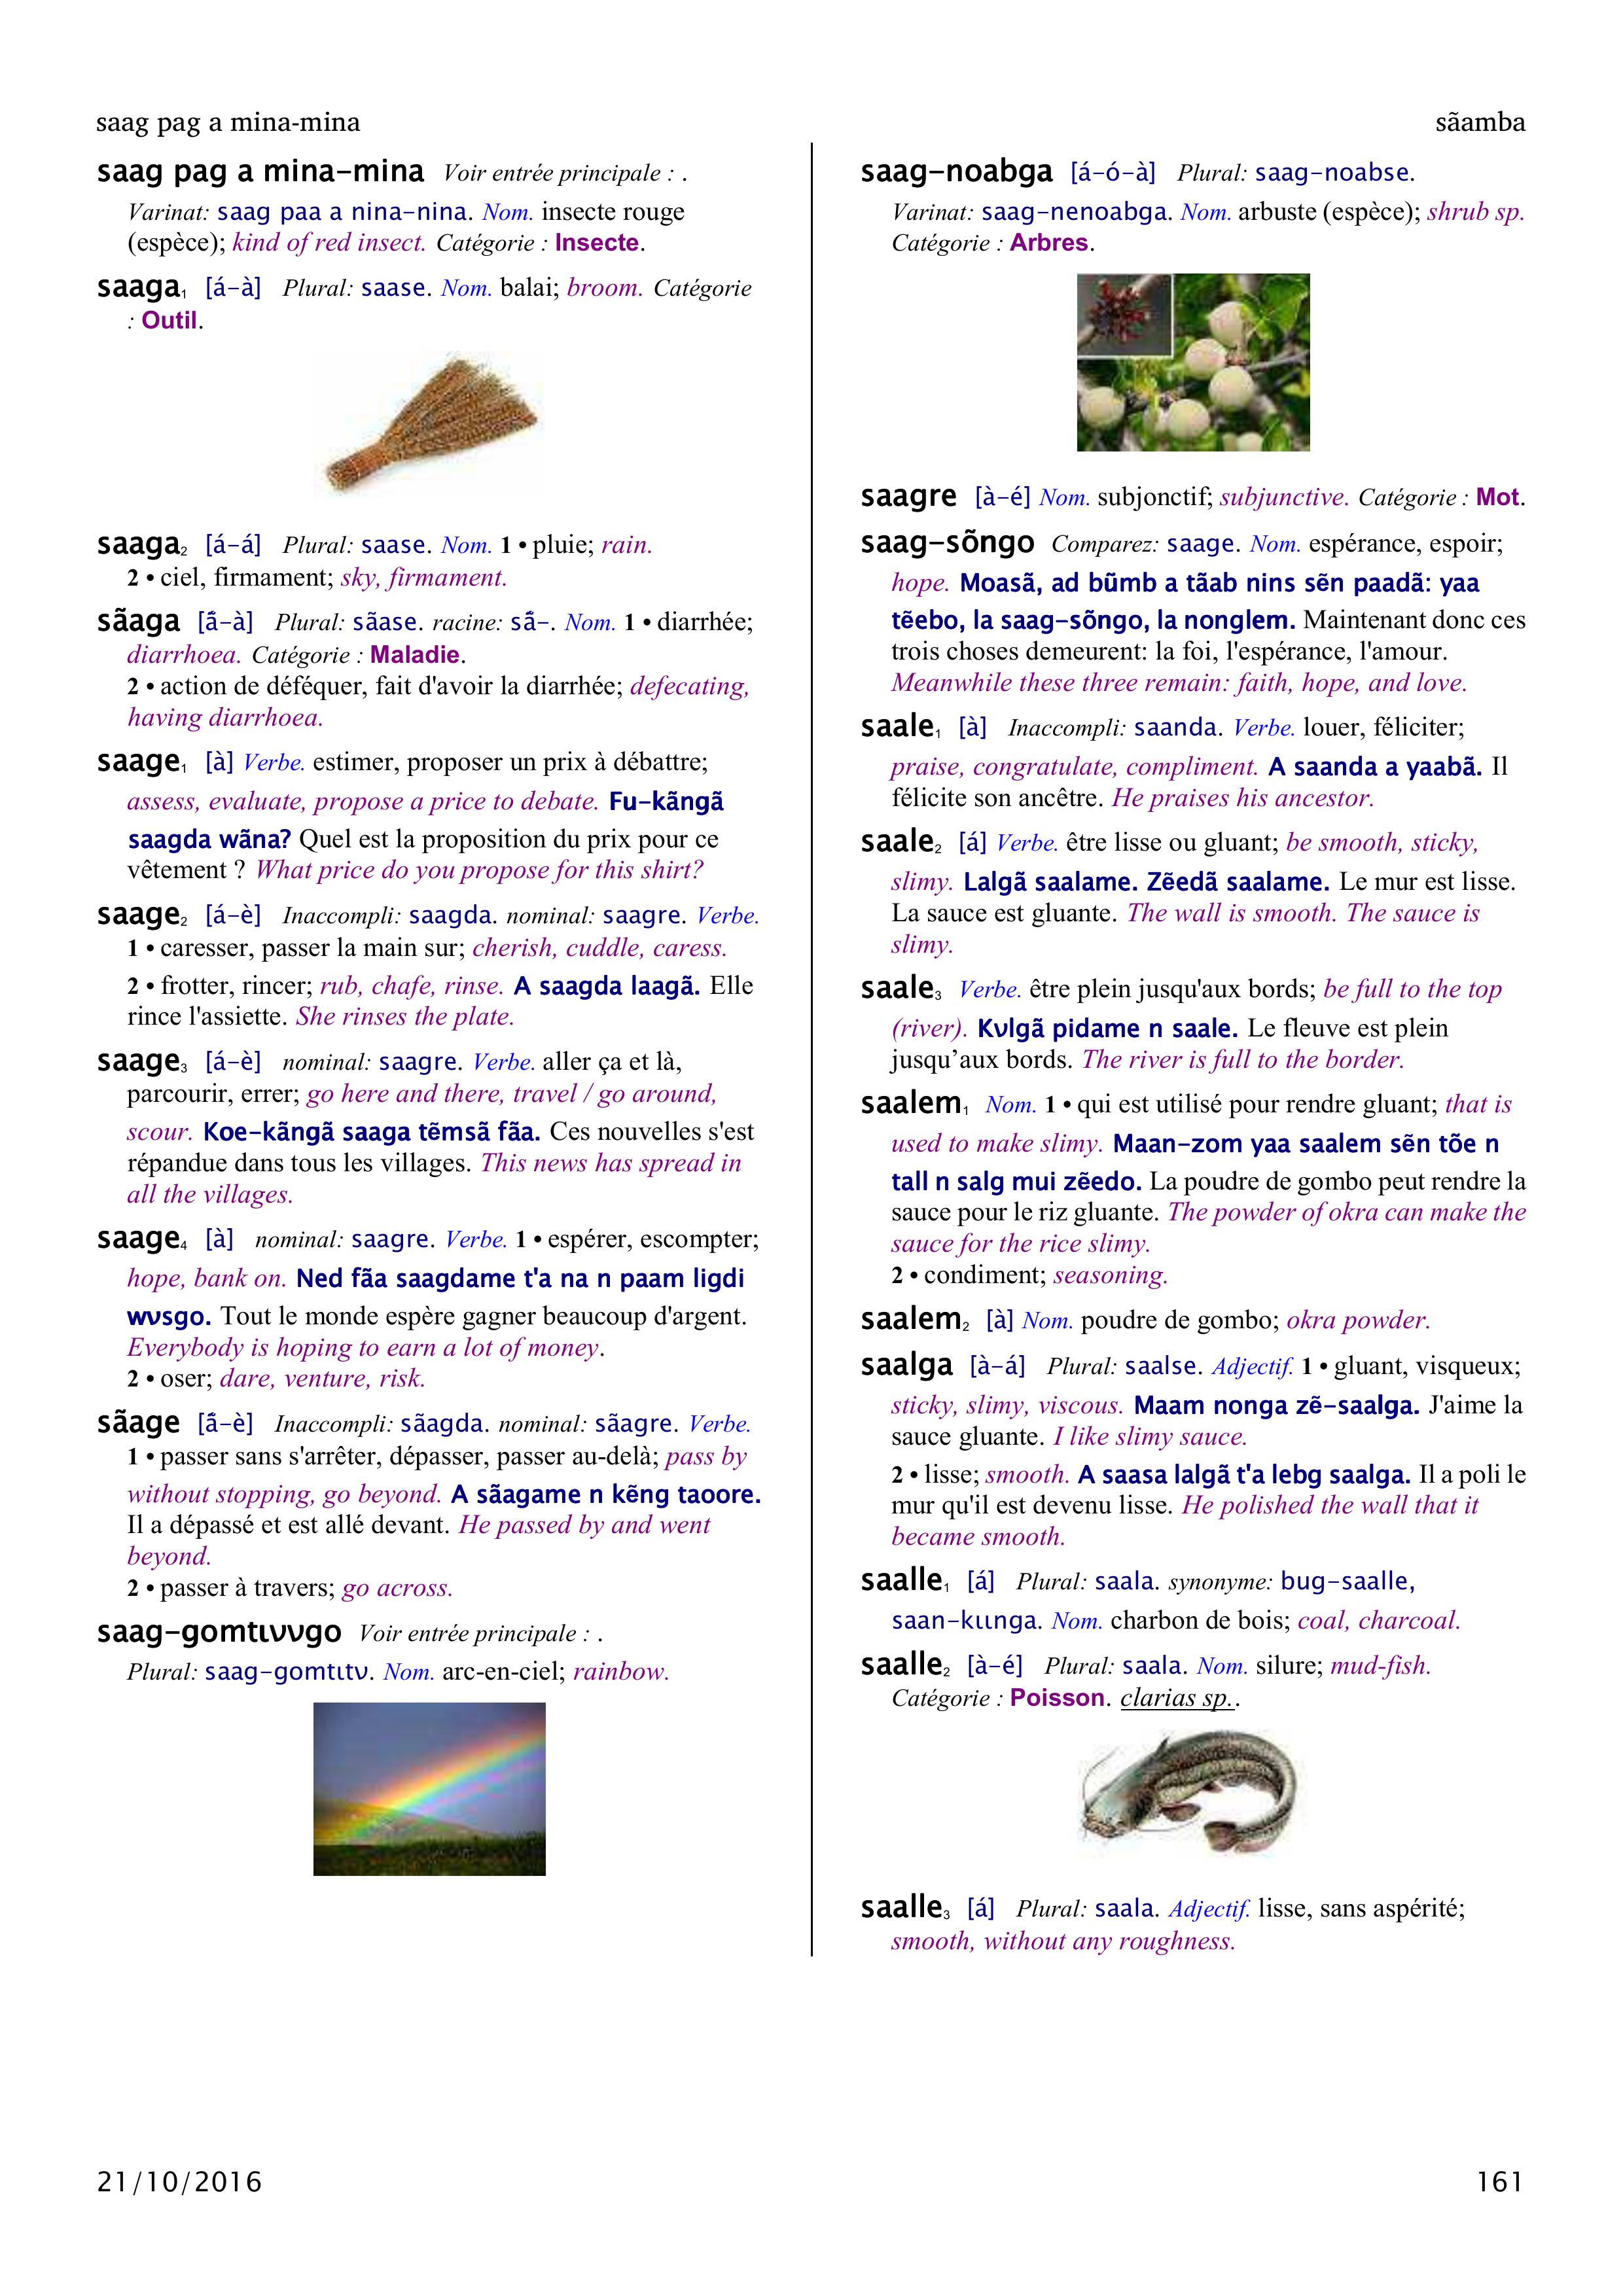 saag pag a mina-mina
sãamba
saag pag a mina-mina Voir entrée principale : .
Varinat: saag paa a nina-nina. Nom. insecte rouge
(espèce); kind of red insect. Catégorie : Insecte.
saaga₁ [á-à] Plural: saase. Nom. balai; broom. Catégorie
: Outil.
saaga₂ [á-á] Plural: saase. Nom. 1 • pluie; rain.
2 • ciel, firmament; sky, firmament.
sãaga [ã́-à] Plural: sãase. racine: sã́-. Nom. 1 • diarrhée;
diarrhoea. Catégorie : Maladie.
2 • action de déféquer, fait d'avoir la diarrhée; defecating,
having diarrhoea.
saage₁ [à] Verbe. estimer, proposer un prix à débattre;
assess, evaluate, propose a price to debate. Fu-kãngã
saagda wãna? Quel est la proposition du prix pour ce
vêtement ? What price do you propose for this shirt?
saage₂ [á-è] Inaccompli: saagda. nominal: saagre. Verbe.
1 • caresser, passer la main sur; cherish, cuddle, caress.
2 • frotter, rincer; rub, chafe, rinse. A saagda laagã. Elle
rince l'assiette. She rinses the plate.
saage₃ [á-è] nominal: saagre. Verbe. aller ça et là,
parcourir, errer; go here and there, travel / go around,
scour. Koe-kãngã saaga tẽmsã fãa. Ces nouvelles s'est
répandue dans tous les villages. This news has spread in
all the villages.
saage₄ [à] nominal: saagre. Verbe. 1 • espérer, escompter;
hope, bank on. Ned fãa saagdame t'a na n paam ligdi
wʋsgo. Tout le monde espère gagner beaucoup d'argent.
Everybody is hoping to earn a lot of money.
2 • oser; dare, venture, risk.
sãage [ã́-è] Inaccompli: sãagda. nominal: sãagre. Verbe.
1 • passer sans s'arrêter, dépasser, passer au-delà; pass by
without stopping, go beyond. A sãagame n kẽng taoore.
Il a dépassé et est allé devant. He passed by and went
beyond.
2 • passer à travers; go across.
saag-gomtɩʋʋgo Voir entrée principale : .
Plural: saag-gomtɩtʋ. Nom. arc-en-ciel; rainbow.
saag-noabga [á-ó-à] Plural: saag-noabse.
Varinat: saag-nenoabga. Nom. arbuste (espèce); shrub sp.
Catégorie : Arbres.
saagre [à-é] Nom. subjonctif; subjunctive. Catégorie : Mot.
saag-sõngo Comparez: saage. Nom. espérance, espoir;
hope. Moasã, ad bũmb a tãab nins sẽn paadã: yaa
tẽebo, la saag-sõngo, la nonglem. Maintenant donc ces
trois choses demeurent: la foi, l'espérance, l'amour.
Meanwhile these three remain: faith, hope, and love.
saale₁ [à] Inaccompli: saanda. Verbe. louer, féliciter;
praise, congratulate, compliment. A saanda a yaabã. Il
félicite son ancêtre. He praises his ancestor.
saale₂ [á] Verbe. être lisse ou gluant; be smooth, sticky,
slimy. Lalgã saalame. Zẽedã saalame. Le mur est lisse.
La sauce est gluante. The wall is smooth. The sauce is
slimy.
saale₃ Verbe. être plein jusqu'aux bords; be full to the top
(river). Kʋlgã pidame n saale. Le fleuve est plein
jusqu’aux bords. The river is full to the border.
saalem₁ Nom. 1 • qui est utilisé pour rendre gluant; that is
used to make slimy. Maan-zom yaa saalem sẽn tõe n
tall n salg mui zẽedo. La poudre de gombo peut rendre la
sauce pour le riz gluante. The powder of okra can make the
sauce for the rice slimy.
2 • condiment; seasoning.
saalem₂ [à] Nom. poudre de gombo; okra powder.
saalga [à-á] Plural: saalse. Adjectif. 1 • gluant, visqueux;
sticky, slimy, viscous. Maam nonga zẽ-saalga. J'aime la
sauce gluante. I like slimy sauce.
2 • lisse; smooth. A saasa lalgã t'a lebg saalga. Il a poli le
mur qu'il est devenu lisse. He polished the wall that it
became smooth.
saalle₁ [á] Plural: saala. synonyme: bug-saalle,
saan-kɩɩnga. Nom. charbon de bois; coal, charcoal.
saalle₂ [à-é] Plural: saala. Nom. silure; mud-fish.
Catégorie : Poisson. clarias sp..
saalle₃ [á] Plural: saala. Adjectif. lisse, sans aspérité;
smooth, without any roughness.
21/10/2016
161